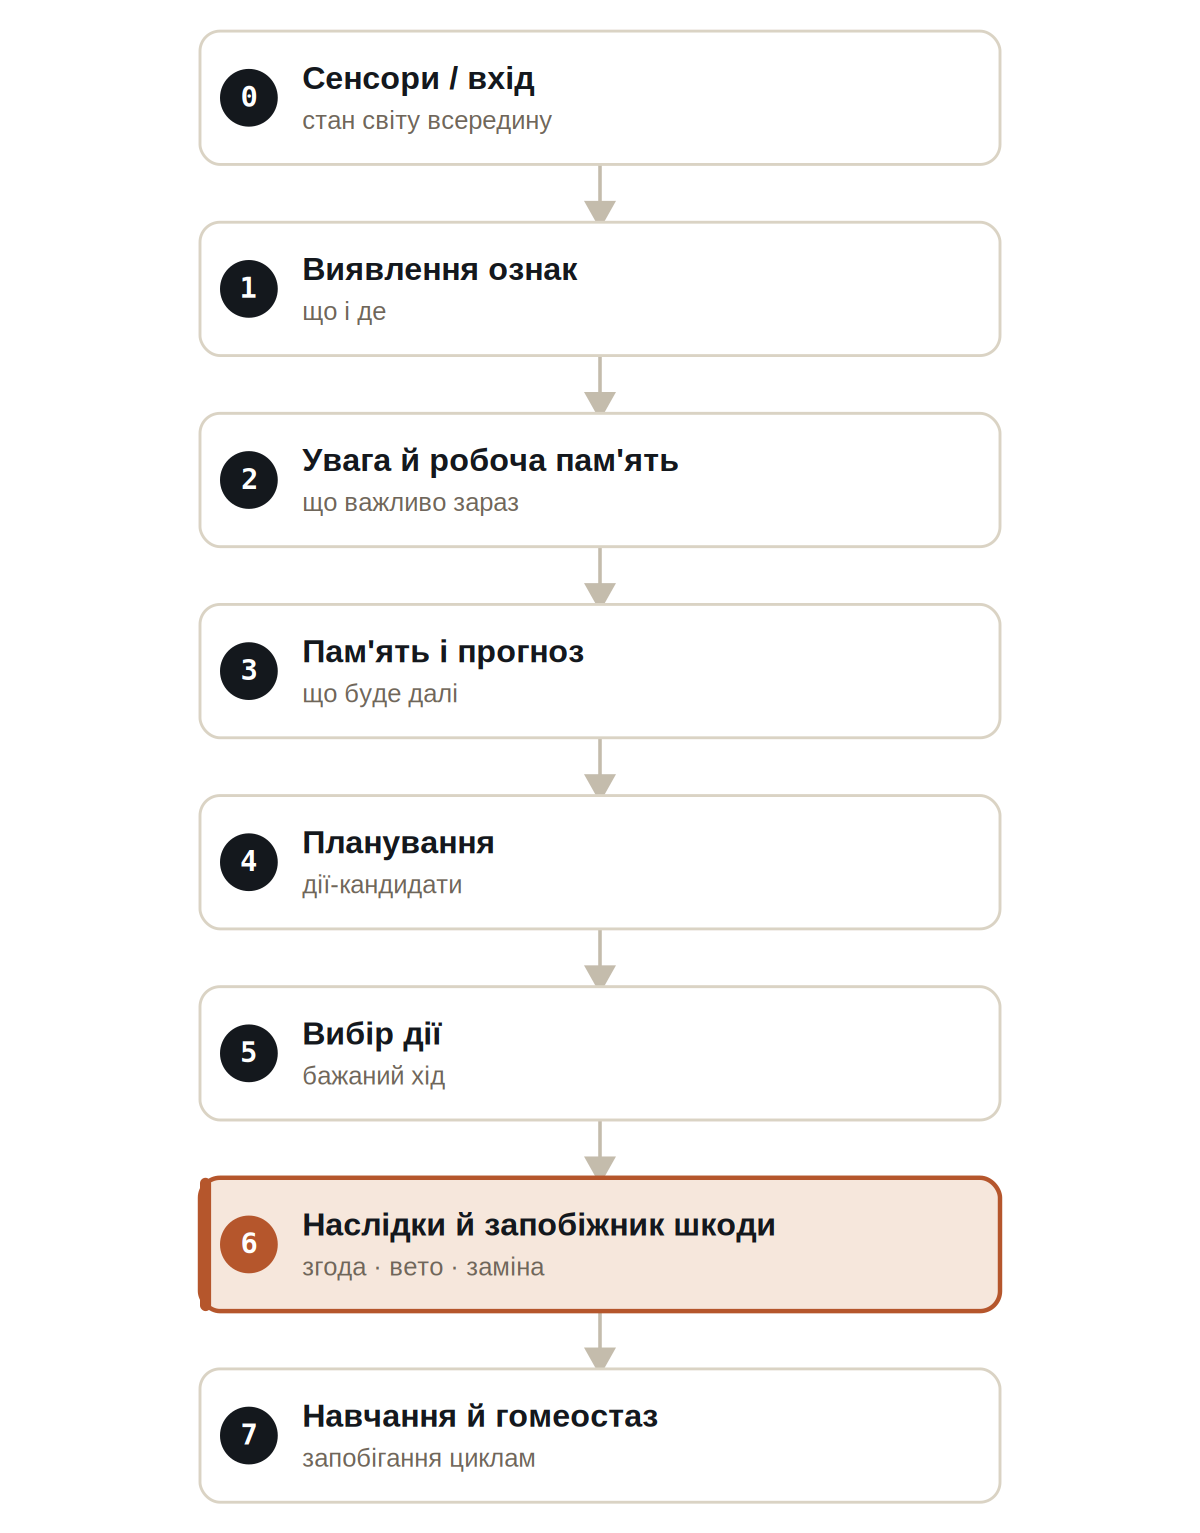 0
Сенсори / вхід
стан світу всередину
1
Виявлення ознак
що і де
2
Увага й робоча пам'ять
що важливо зараз
3
Пам'ять і прогноз
що буде далі
4
Планування
дії-кандидати
5
Вибір дії
бажаний хід
6
Наслідки й запобіжник шкоди
згода · вето · заміна
7
Навчання й гомеостаз
запобігання циклам